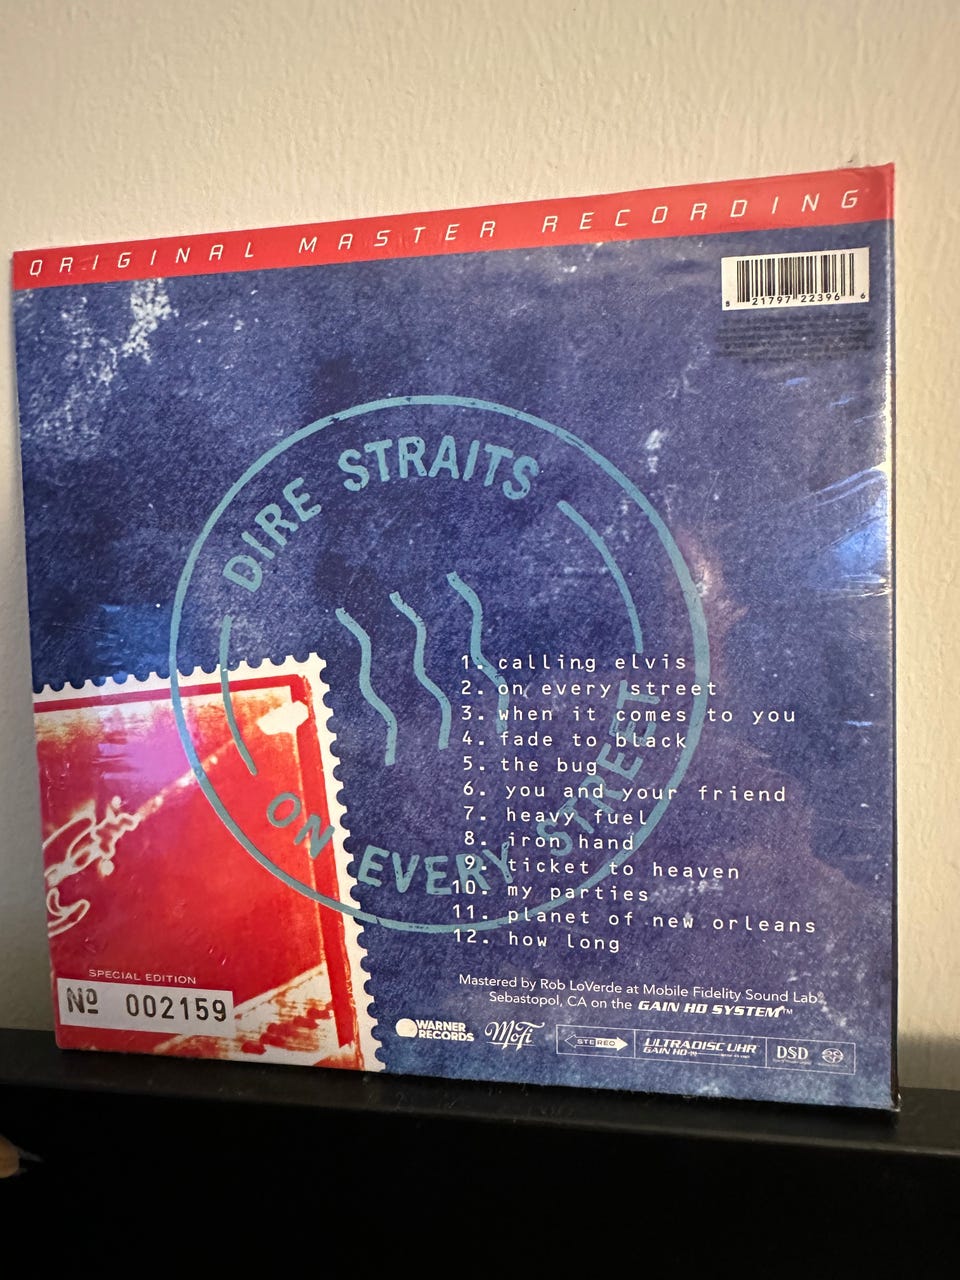 ORIGINAL MASTER RECORDING
8 21797 22396 6
DIRE STRAITS
ON EVERY STREET
1. calling elvis
2. on every street
3. when it comes to you
4. fade to black
5. the bug
6. you and your friend
7. heavy fuel
8. iron hand
9. ticket to heaven
10. my parties
11. planet of new orleans
12. how long
SPECIAL EDITION
Nº 002159
Mastered by Rob LoVerde at Mobile Fidelity Sound Lab
Sebastopol, CA on the GAIN HD SYSTEM™
WARNER
RECORDS
MoFi
STEREO
ULTRADISC UHR
GAIN HD
DSD